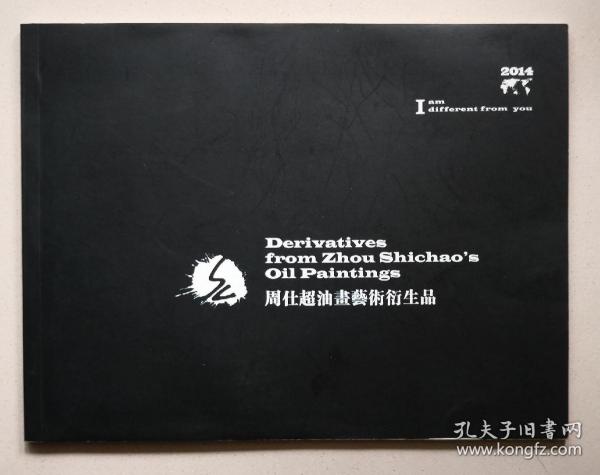 2014
I am
different from you
Derivatives
from Zhou Shichao's
Oil Paintings
周仕超油畫藝術衍生品
孔夫子旧书网
www.kongfz.com